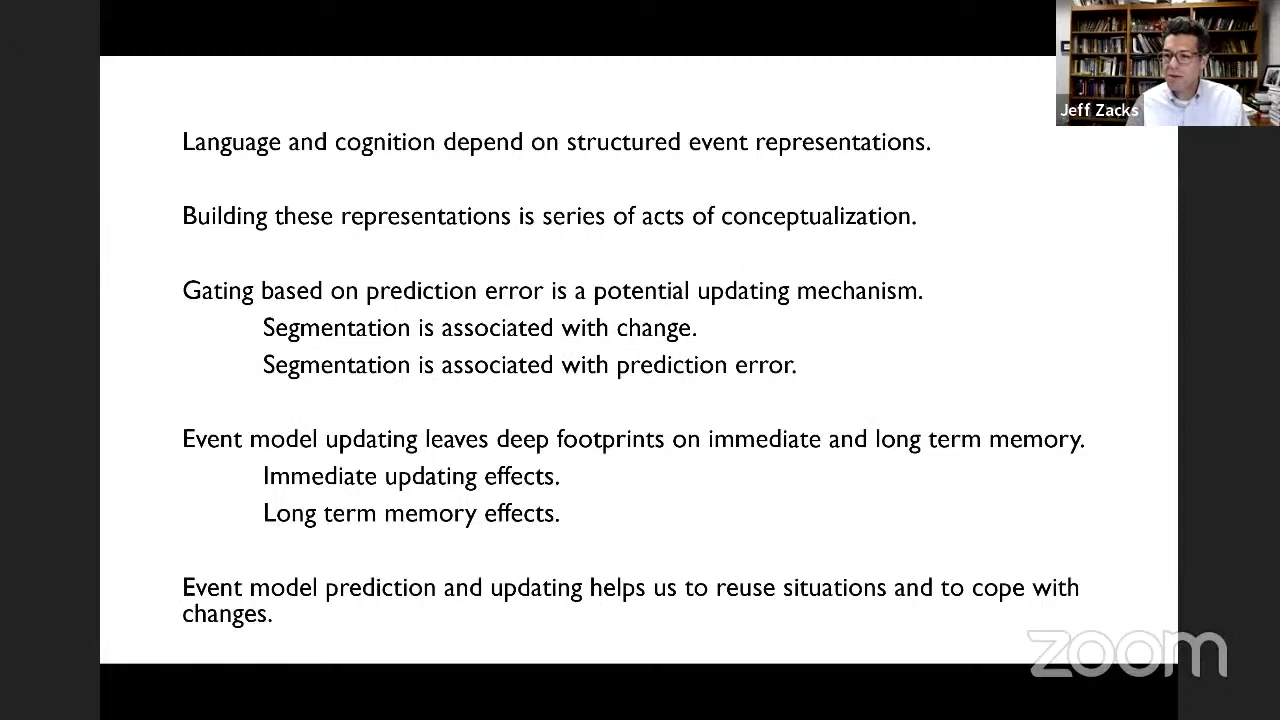 Jeff Zacks
Language and cognition depend on structured event representations.
Building these representations is series of acts of conceptualization.
Gating based on prediction error is a potential updating mechanism.
Segmentation is associated with change.
Segmentation is associated with prediction error.
Event model updating leaves deep footprints on immediate and long term memory.
Immediate updating effects.
Long term memory effects.
Event model prediction and updating helps us to reuse situations and to cope with
changes.
zoom